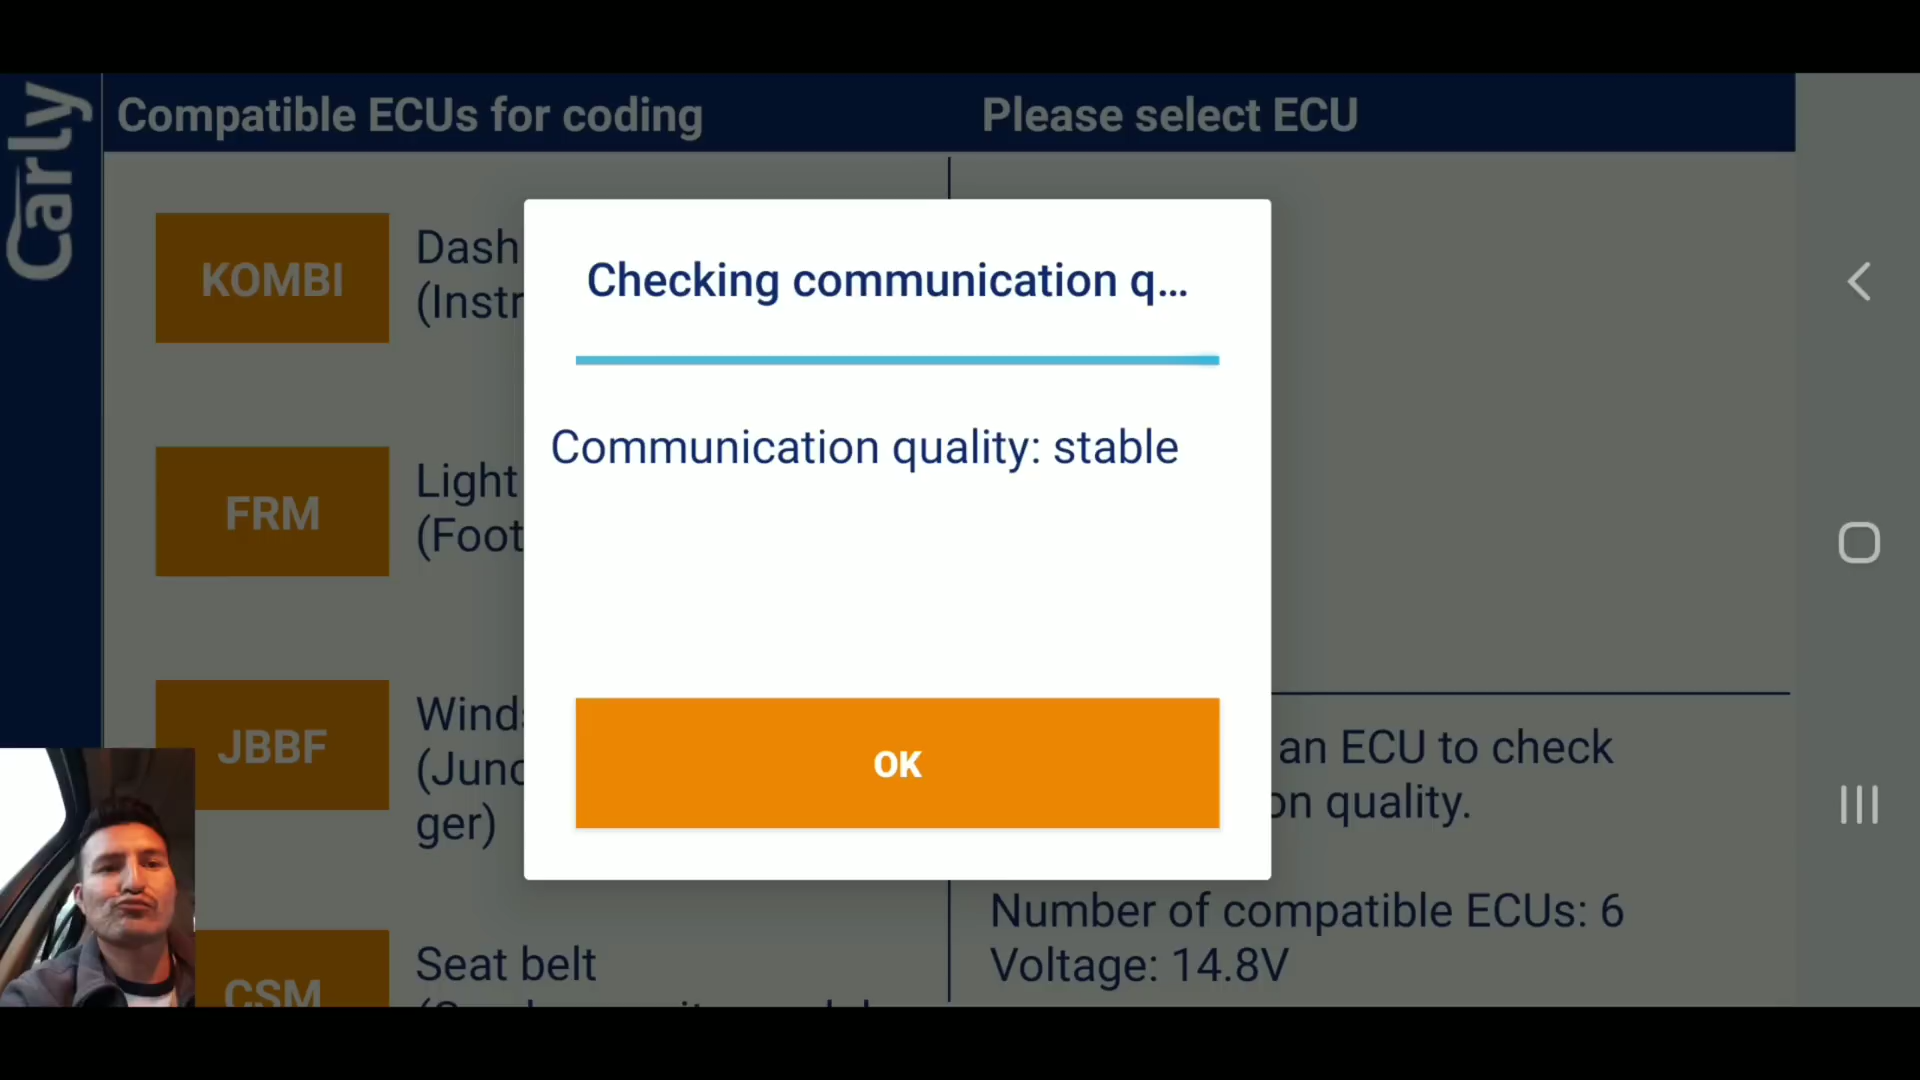 Carly
Compatible ECUs for coding
Please select ECU
KOMBI
Dash
(Instr
FRM
Light
(Foot
JBBF
Wind
(Junc
ger)
CSM
Seat belt
Checking communication q...
Communication quality: stable
OK
an ECU to check
on quality.
Number of compatible ECUs: 6
Voltage: 14.8V